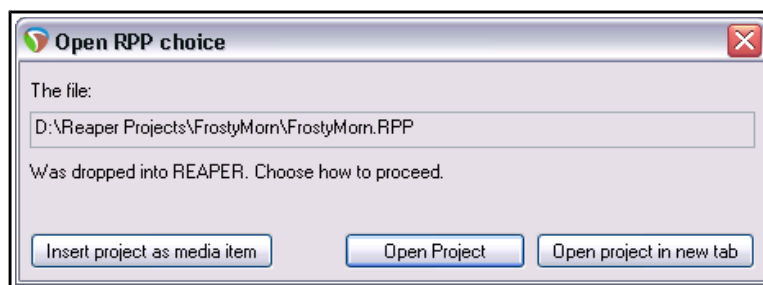 Open RPP choice
The file:
D:\Reaper Projects\FrostyMorn\FrostyMorn.RPP
Was dropped into REAPER. Choose how to proceed.
Insert project as media item Open Project Open project in new tab